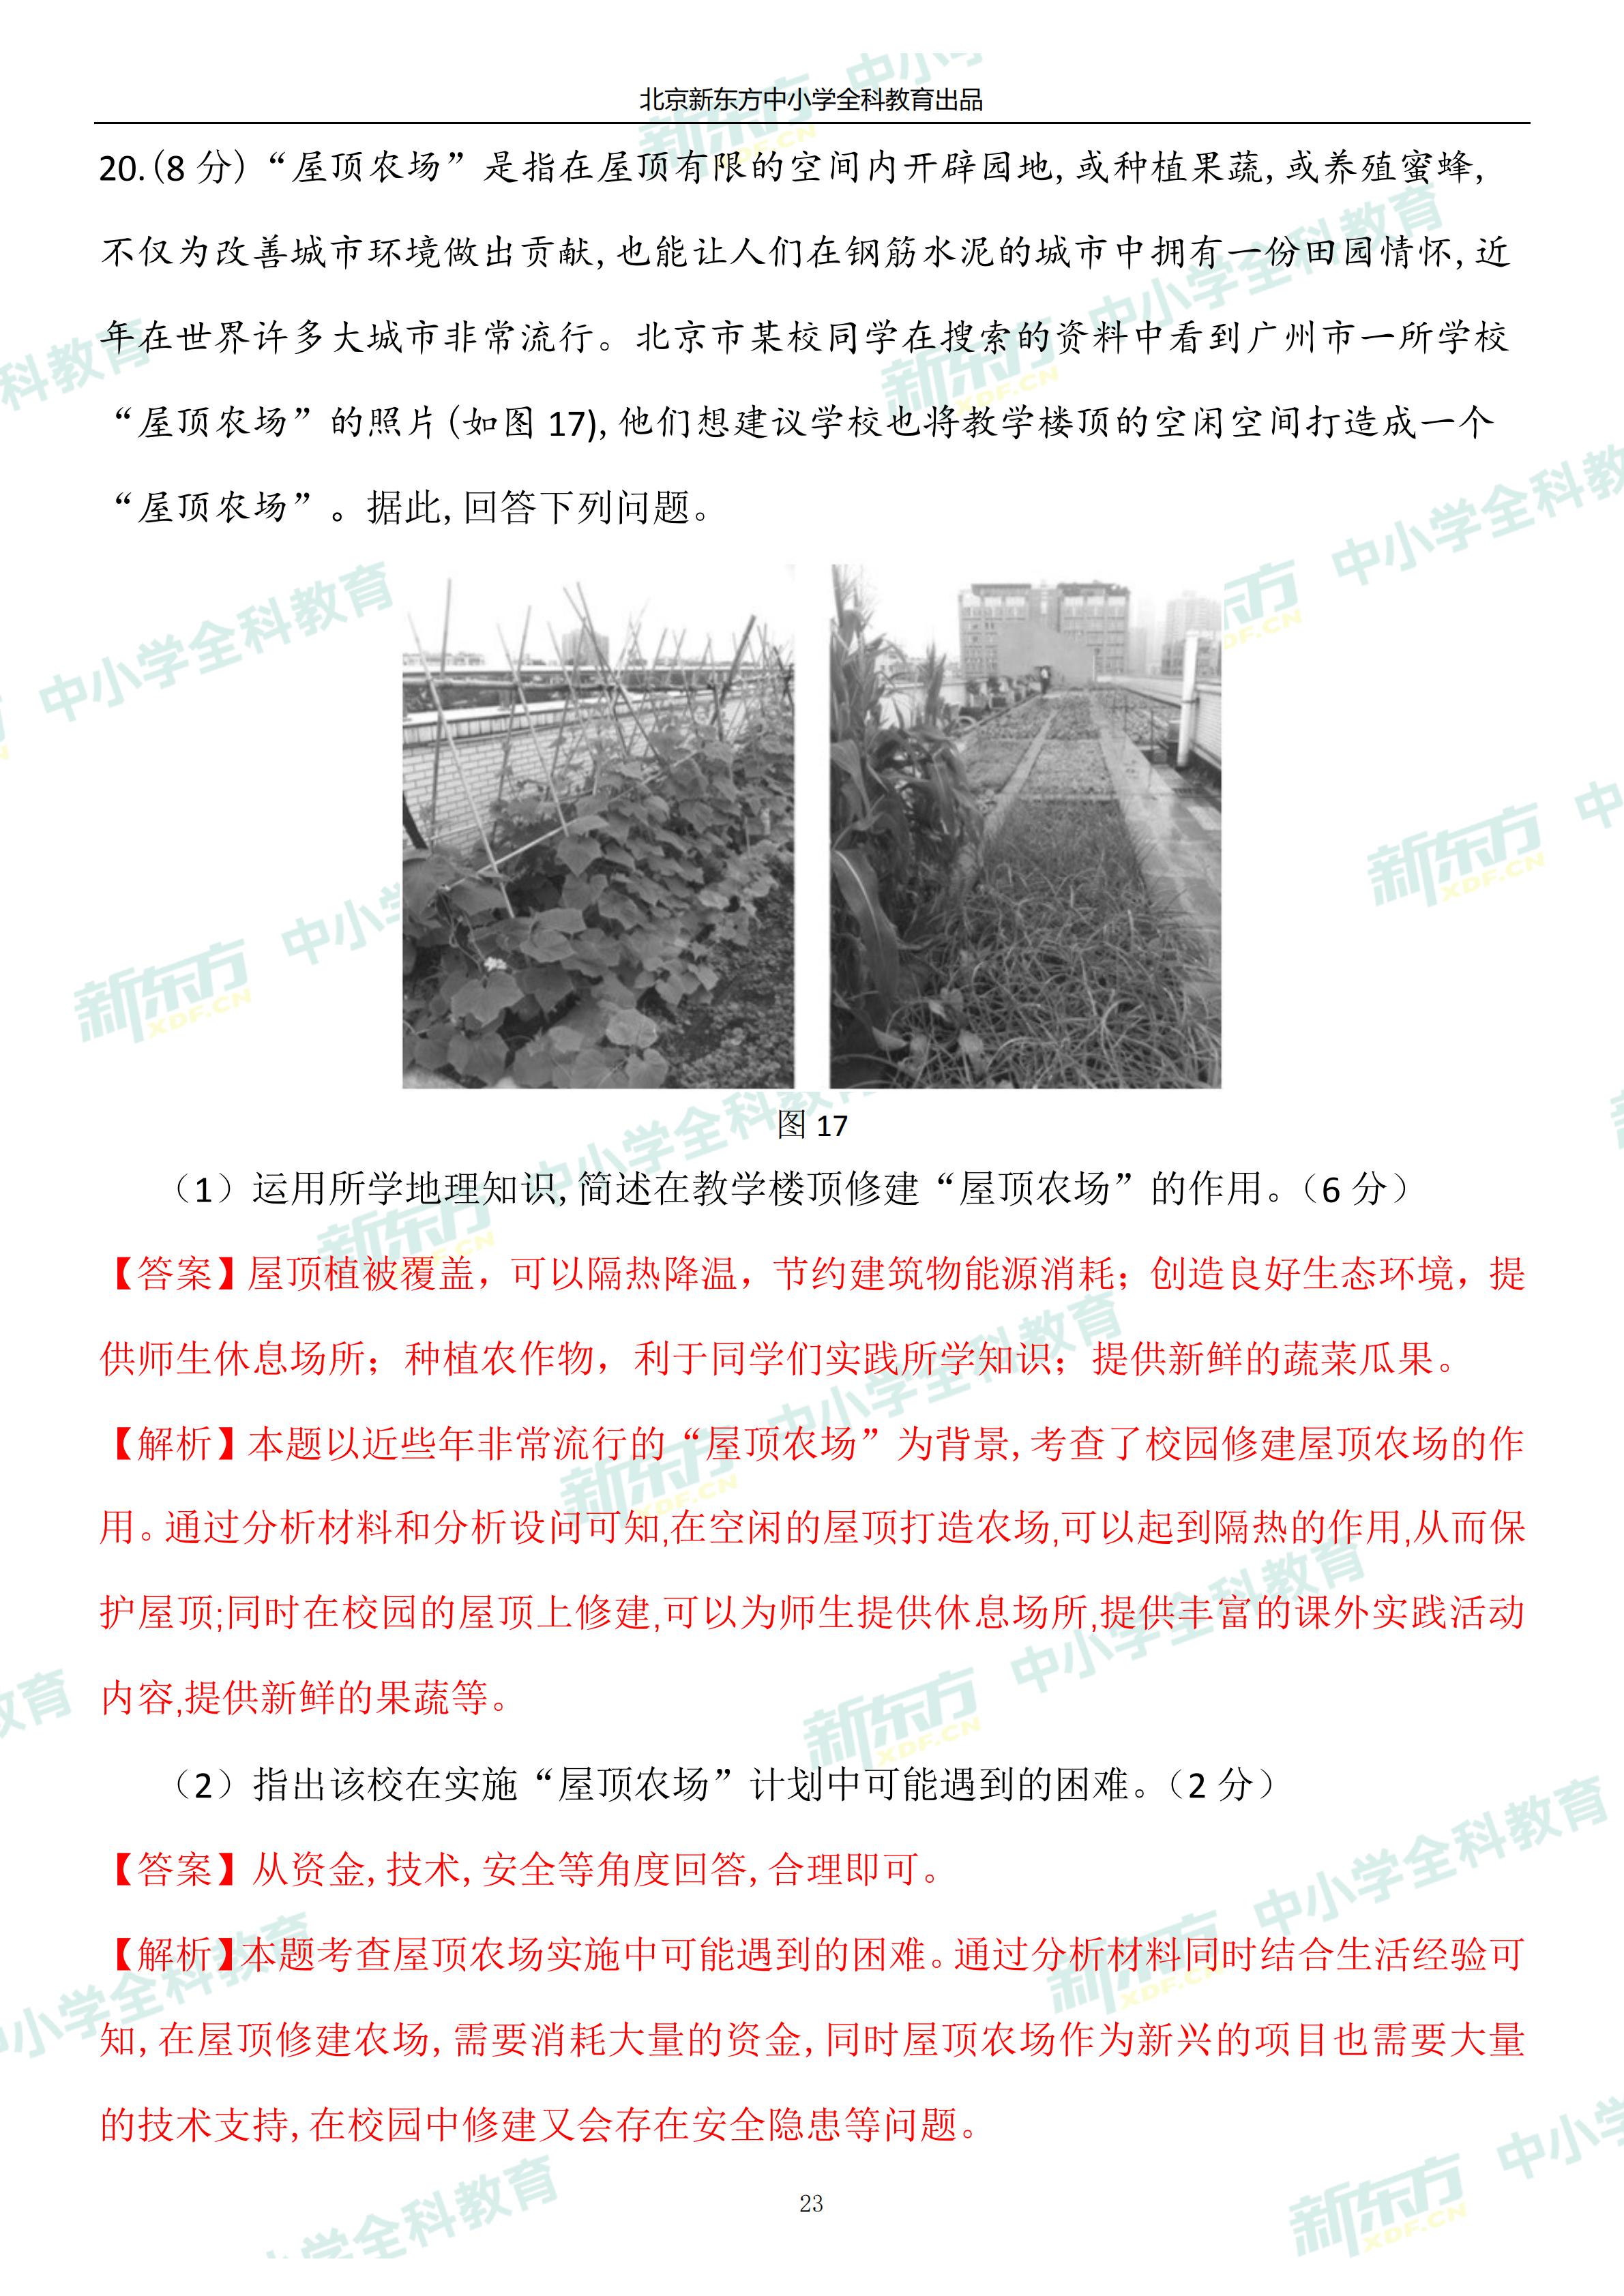 北京新东方中小学全科教育出品
20.(8 分)“屋顶农场”是指在屋顶有限的空间内开辟园地,或种植果蔬,或养殖蜜蜂,
不仅为改善城市环境做出贡献,也能让人们在钢筋水泥的城市中拥有一份田园情怀,近
年在世界许多大城市非常流行。北京市某校同学在搜索的资料中看到广州市一所学校
“屋顶农场”的照片(如图 17),他们想建议学校也将教学楼顶的空闲空间打造成一个
“屋顶农场”。据此,回答下列问题。
图 17
（1）运用所学地理知识,简述在教学楼顶修建“屋顶农场”的作用。（6 分）
【答案】屋顶植被覆盖，可以隔热降温，节约建筑物能源消耗；创造良好生态环境，提
供师生休息场所；种植农作物，利于同学们实践所学知识；提供新鲜的蔬菜瓜果。
【解析】本题以近些年非常流行的“屋顶农场”为背景,考查了校园修建屋顶农场的作
用。通过分析材料和分析设问可知,在空闲的屋顶打造农场,可以起到隔热的作用,从而保
护屋顶;同时在校园的屋顶上修建,可以为师生提供休息场所,提供丰富的课外实践活动
内容,提供新鲜的果蔬等。
（2）指出该校在实施“屋顶农场”计划中可能遇到的困难。（2 分）
【答案】从资金,技术,安全等角度回答,合理即可。
【解析】本题考查屋顶农场实施中可能遇到的困难。通过分析材料同时结合生活经验可
知,在屋顶修建农场,需要消耗大量的资金,同时屋顶农场作为新兴的项目也需要大量
的技术支持,在校园中修建又会存在安全隐患等问题。
23
新东方 XDF.CN 中小学全科教育